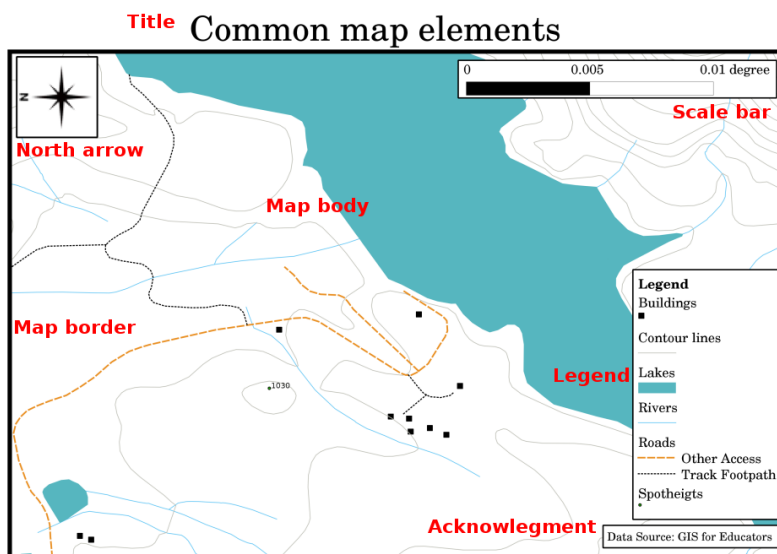 Title Common map elements
0 0.005 0.01 degree
N
Scale bar
North arrow
Map body
Legend
Buildings
Map border
Contour lines
Legend
Lakes
1030
Rivers
Roads
Other Access
Track Footpath
Spotheigts
Acknowlegment
Data Source: GIS for Educators